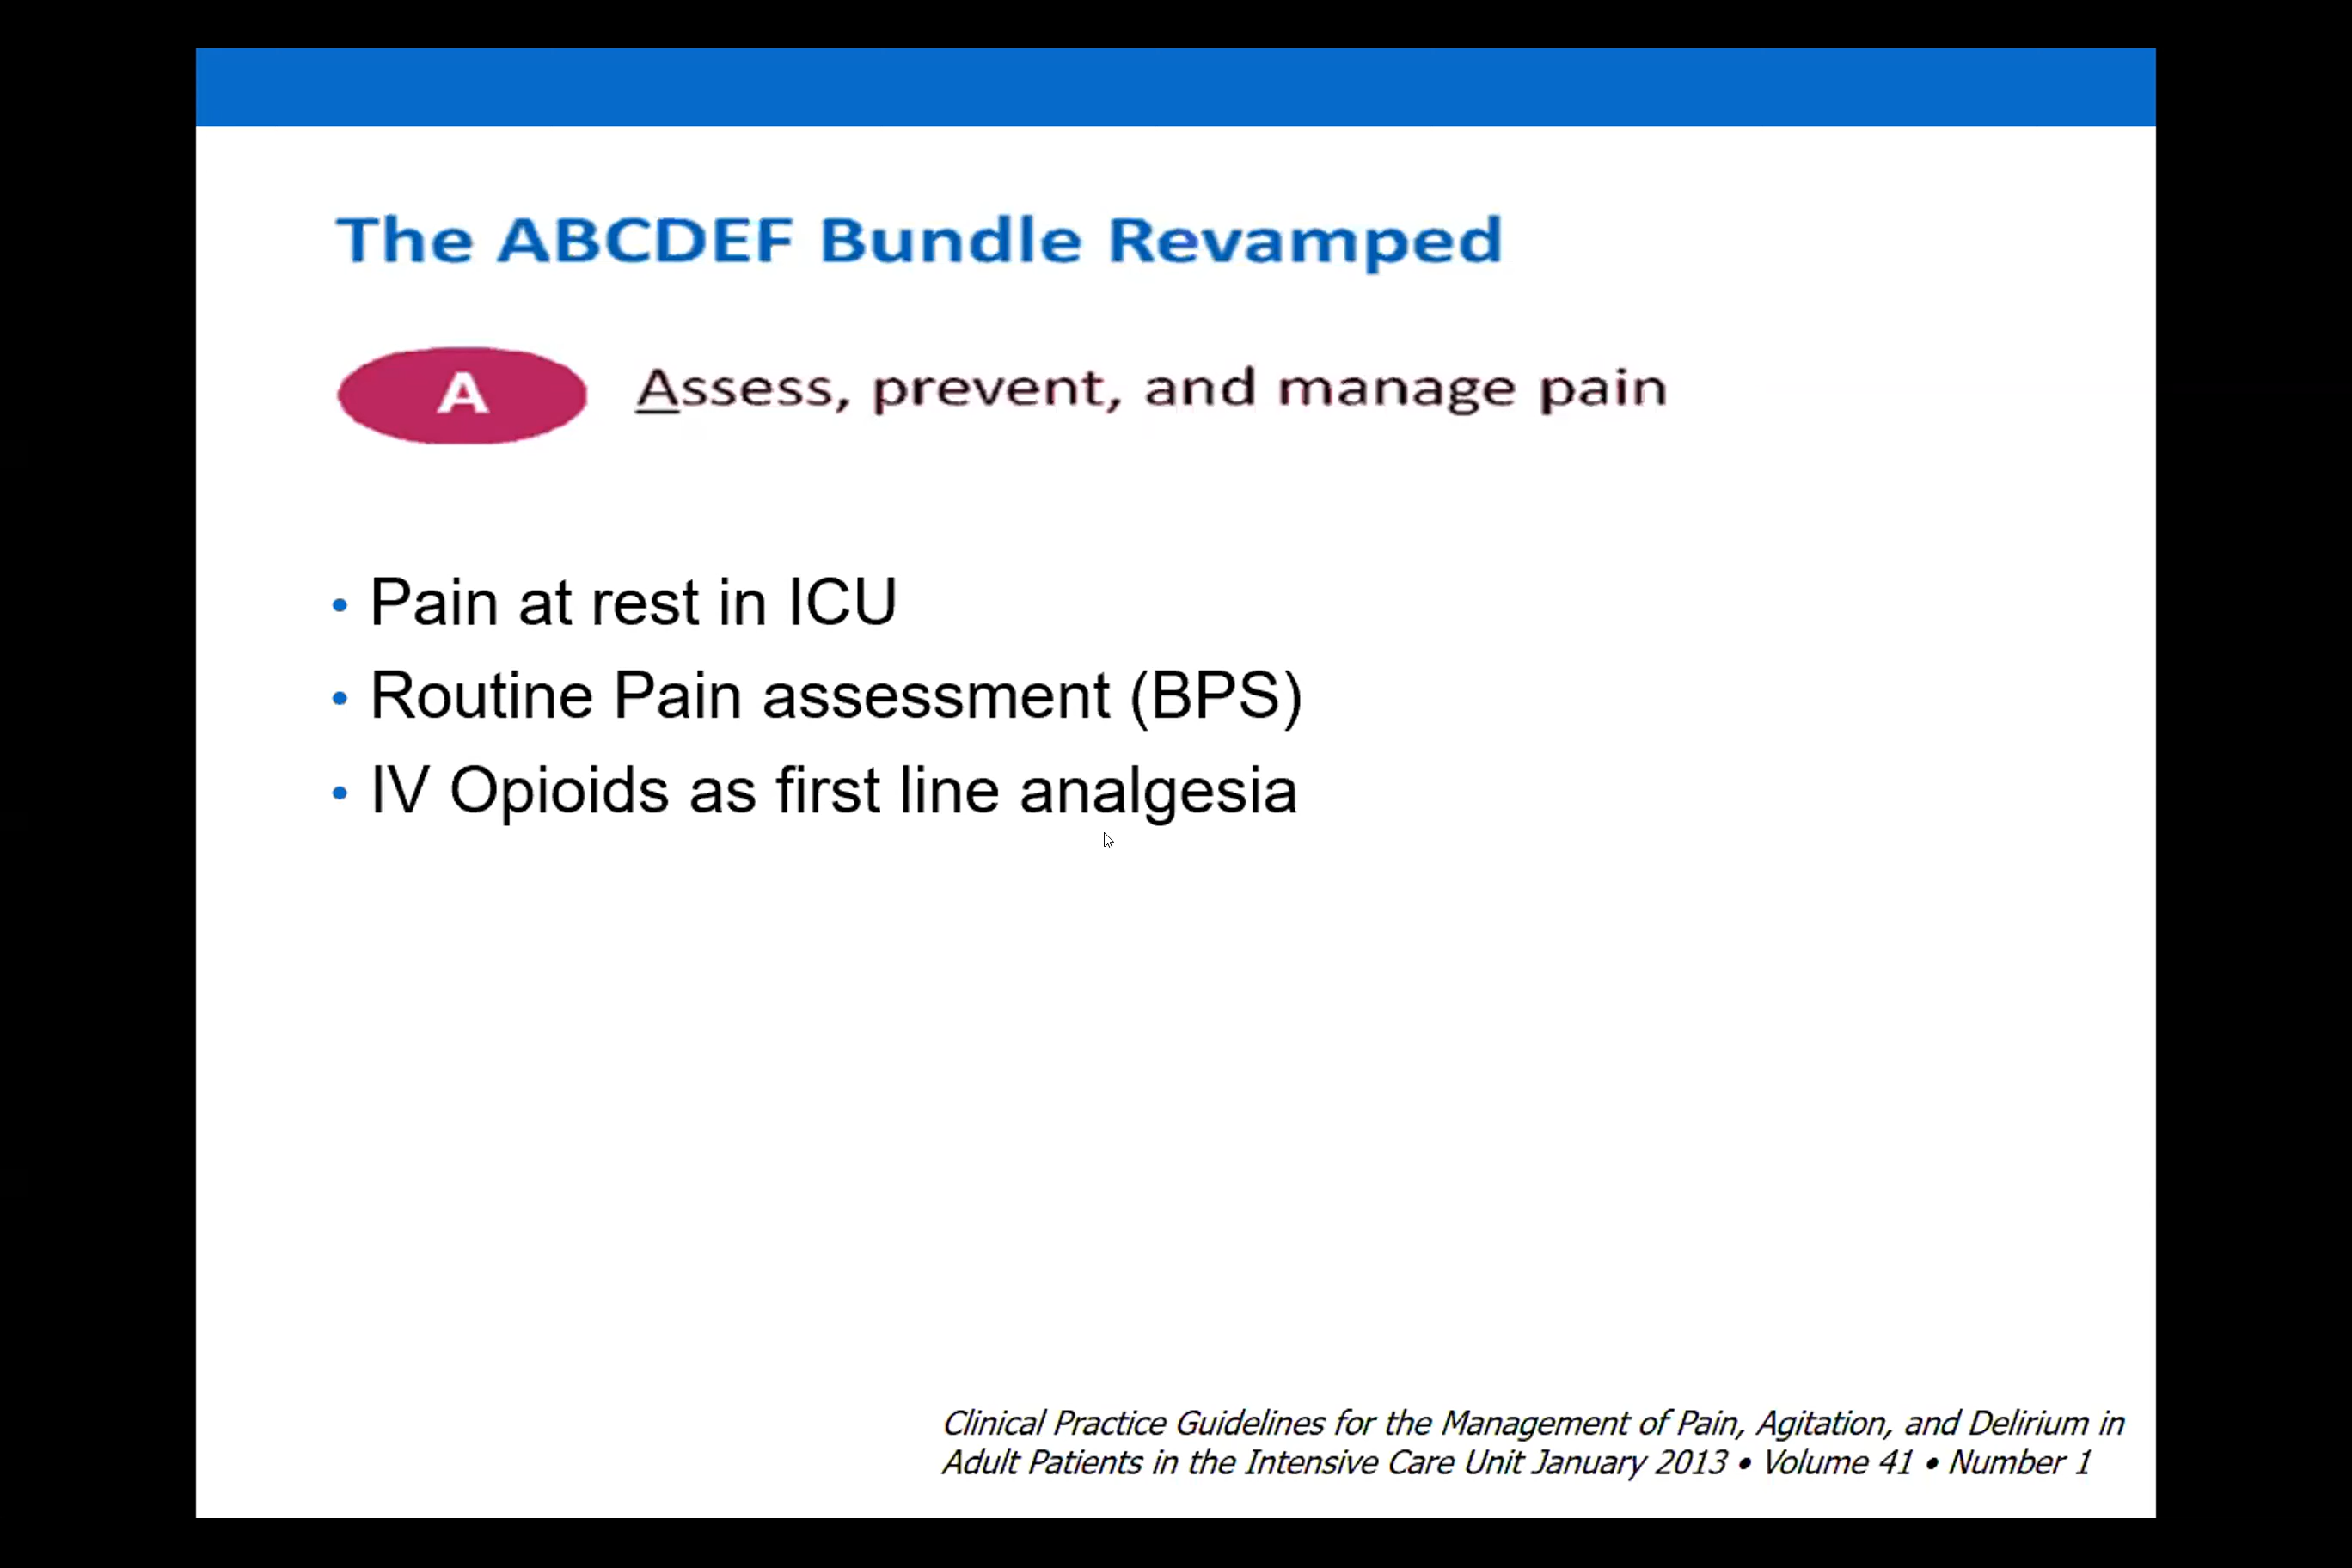 The ABCDEF Bundle Revamped
A Assess, prevent, and manage pain
• Pain at rest in ICU
• Routine Pain assessment (BPS)
• IV Opioids as first line analgesia
Clinical Practice Guidelines for the Management of Pain, Agitation, and Delirium in
Adult Patients in the Intensive Care Unit January 2013 • Volume 41 • Number 1